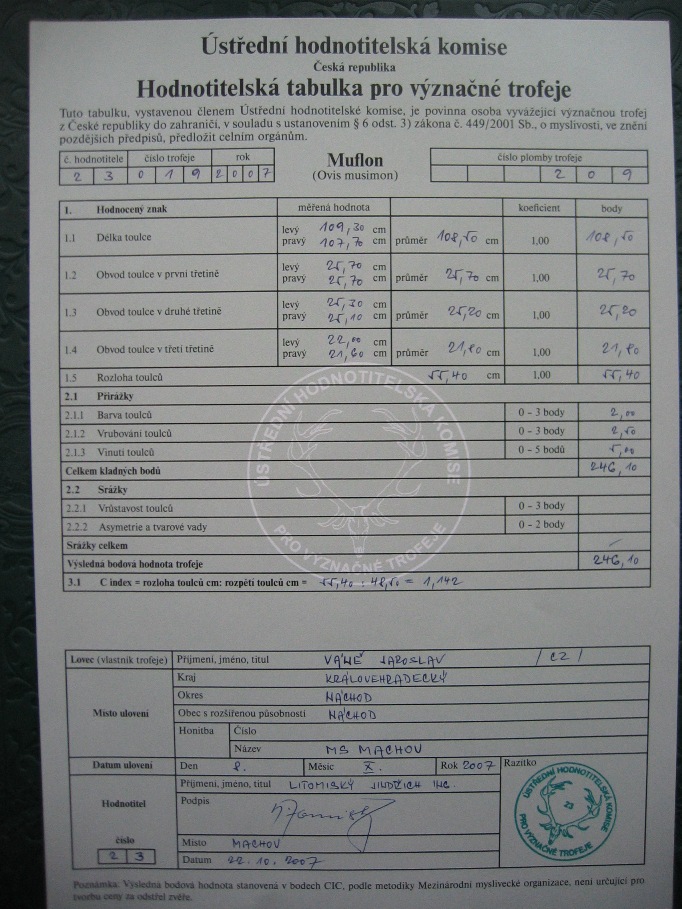 Ústřední hodnotitelská komise
Česká republika
Hodnotitelská tabulka pro význačné trofeje
Tuto tabulku, vystavenou členem Ústřední hodnotitelské komise, je povinna osoba vyvážející význačnou trofej
z České republiky do zahraničí, v souladu s ustanovením § 6 odst. 3) zákona č. 449/2001 Sb., o myslivosti, ve znění
pozdějších předpisů, předložit celním orgánům.
č. hodnotitele číslo trofeje rok Muflon číslo plomby trofeje
2 3 0 1 9 2 0 0 7 (Ovis musimon) 2 0 9
1. Hodnocený znak měřená hodnota koeficient body
1.1 Délka toulce levý 109,30 cm pravý 107,70 cm průměr 108,50 cm 1,00 108,50
1.2 Obvod toulce v první třetině levý 25,70 cm pravý 25,70 cm průměr 25,70 cm 1,00 25,70
1.3 Obvod toulce v druhé třetině levý 25,30 cm pravý 25,10 cm průměr 25,20 cm 1,00 25,20
1.4 Obvod toulce v třetí třetině levý 22,00 cm pravý 21,60 cm průměr 21,80 cm 1,00 21,80
1.5 Rozloha toulců 55,40 cm 1,00 55,40
2.1 Přirážky
2.1.1 Barva toulců 0 – 3 body 2,00
2.1.2 Vrubování toulců 0 – 3 body 2,50
2.1.3 Vinutí toulců 0 – 5 bodů 5,00
Celkem kladných bodů 246,10
2.2 Srážky
2.2.1 Vrůstavost toulců 0 – 3 body
2.2.2 Asymetrie a tvarové vady 0 – 2 body
Srážky celkem /
Výsledná bodová hodnota trofeje 246,10
3.1 C index = rozloha toulců cm: rozpětí toulců cm = 55,40 : 48,50 = 1,142
ÚSTŘEDNÍ HODNOTITELSKÁ KOMISE
PRO VÝZNAČNÉ TROFEJE
Lovec (vlastník trofeje) Příjmení, jméno, titul VÁHĚ JAROSLAV /CZ/
Místo ulovení
Kraj KRÁLOVEHRADECKÝ
Okres NÁCHOD
Obec s rozšířenou působností NÁCHOD
Honitba Číslo
Název MS MACHOV
Datum ulovení Den 8. Měsíc X. Rok 2007 Razítko
Hodnotitel
Příjmení, jméno, titul LITOMISKÝ JINDŘICH ING.
Podpis
číslo
2 3
Místo MACHOV
Datum 22.10.2007
ÚSTŘEDNÍ HODNOTITELSKÁ KOMISE
23
PRO VÝZNAČNÉ TROFEJE
Poznámka: Výsledná bodová hodnota stanovená v bodech CIC, podle metodiky Mezinárodní myslivecké organizace, není určující pro
tvorbu ceny za odstřel zvěře.